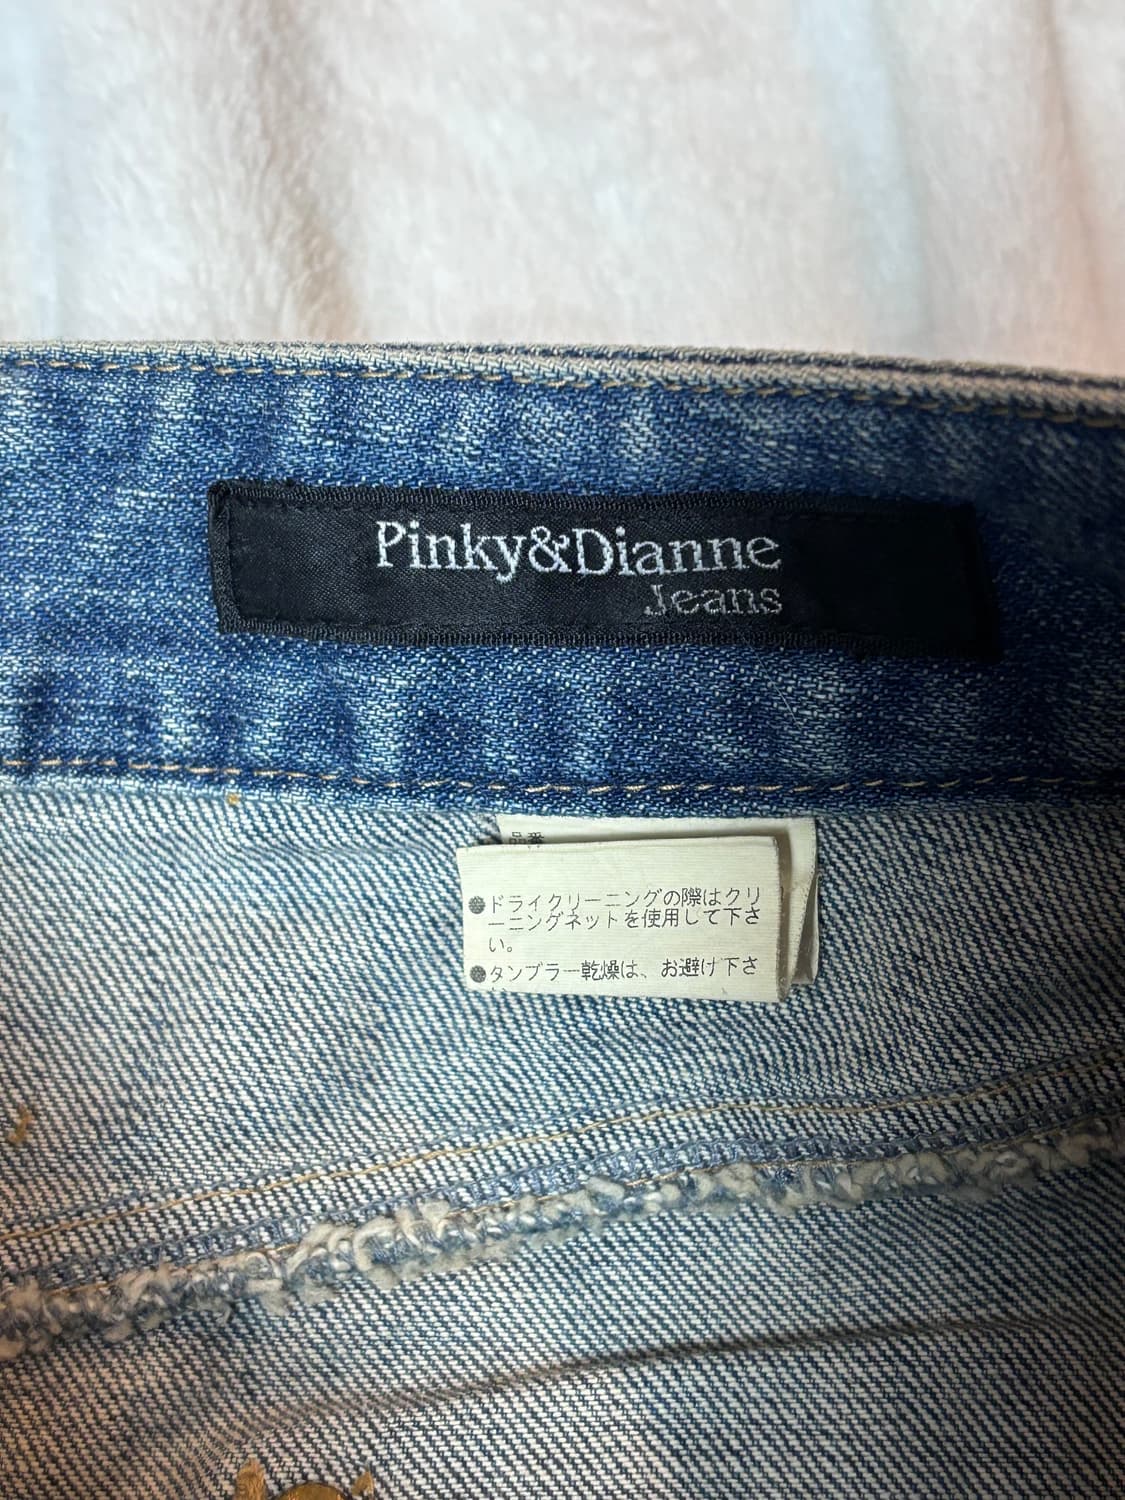 Pinky&Dianne
Jeans
品番
●ドライクリーニングの際はクリ
ーニングネットを使用して下さ
い。
●タンブラー乾燥は、お避け下さ